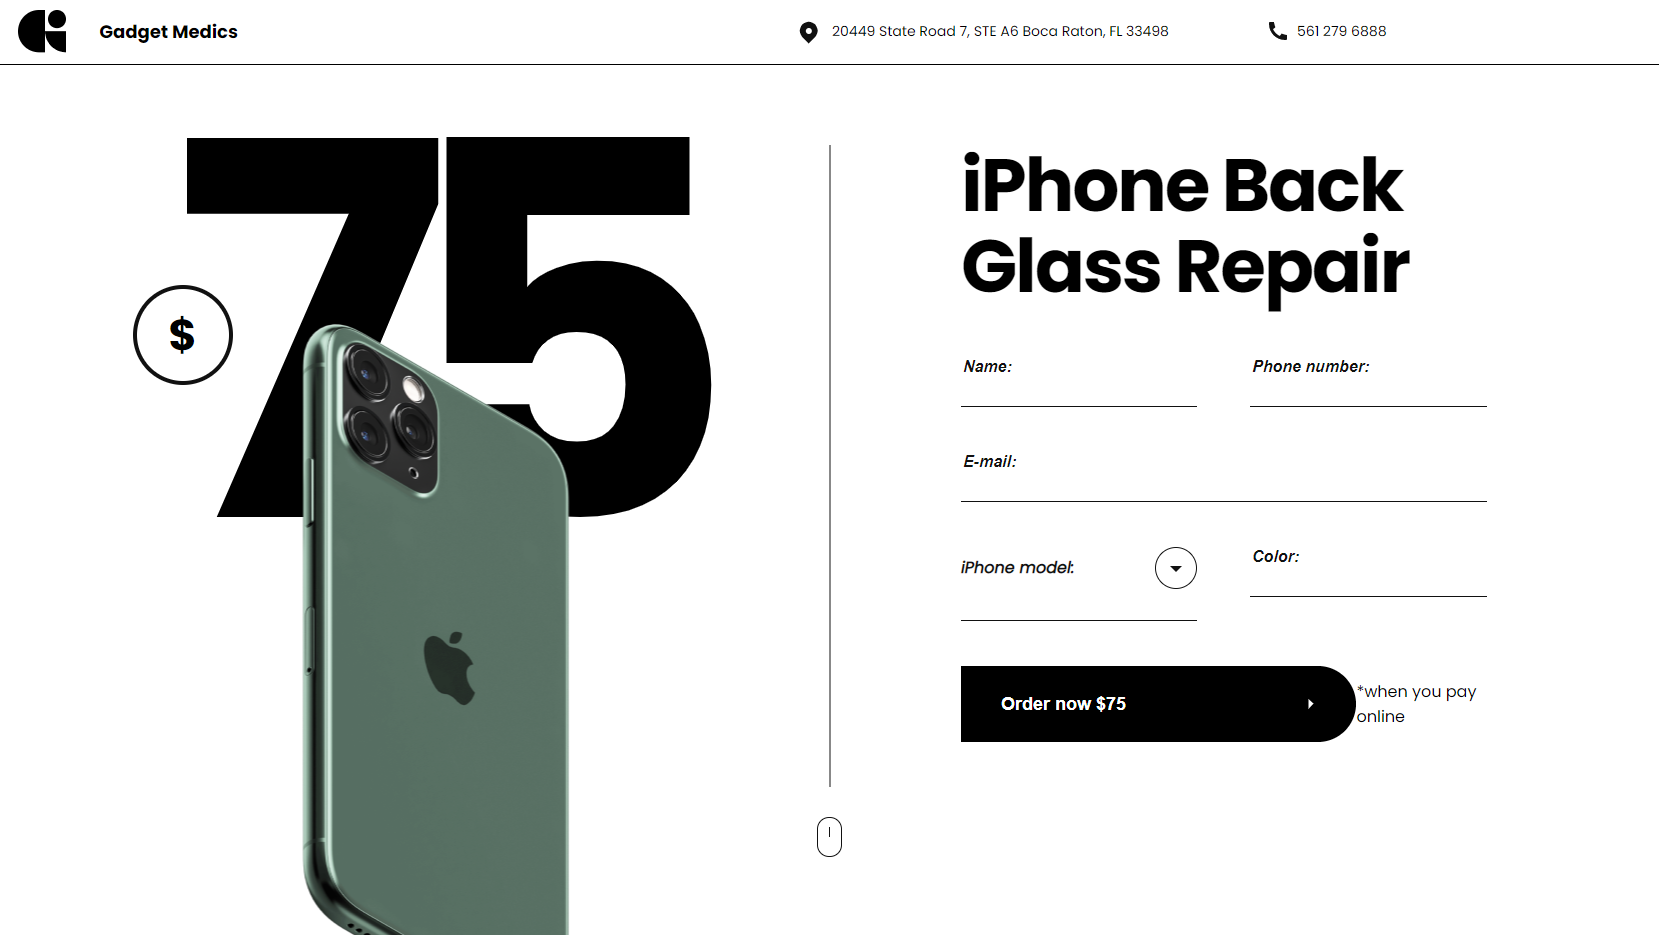 Gadget Medics
20449 State Road 7, STE A6 Boca Raton, FL 33498
561 279 6888
75
$
iPhone Back
Glass Repair
Name:
Phone number:
E-mail:
iPhone model:
Color:
Order now $75
*when you pay
online